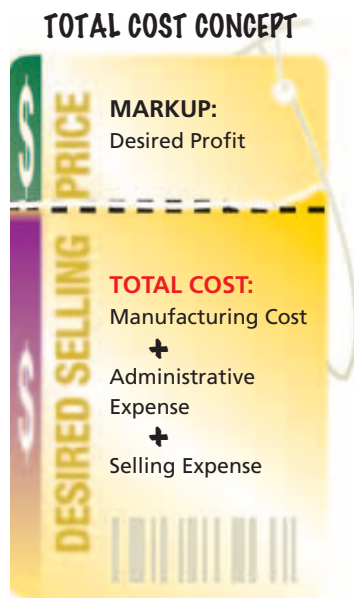 TOTAL COST CONCEPT
$
DESIRED SELLING PRICE
MARKUP:
Desired Profit
$
TOTAL COST:
Manufacturing Cost
+
Administrative
Expense
+
Selling Expense